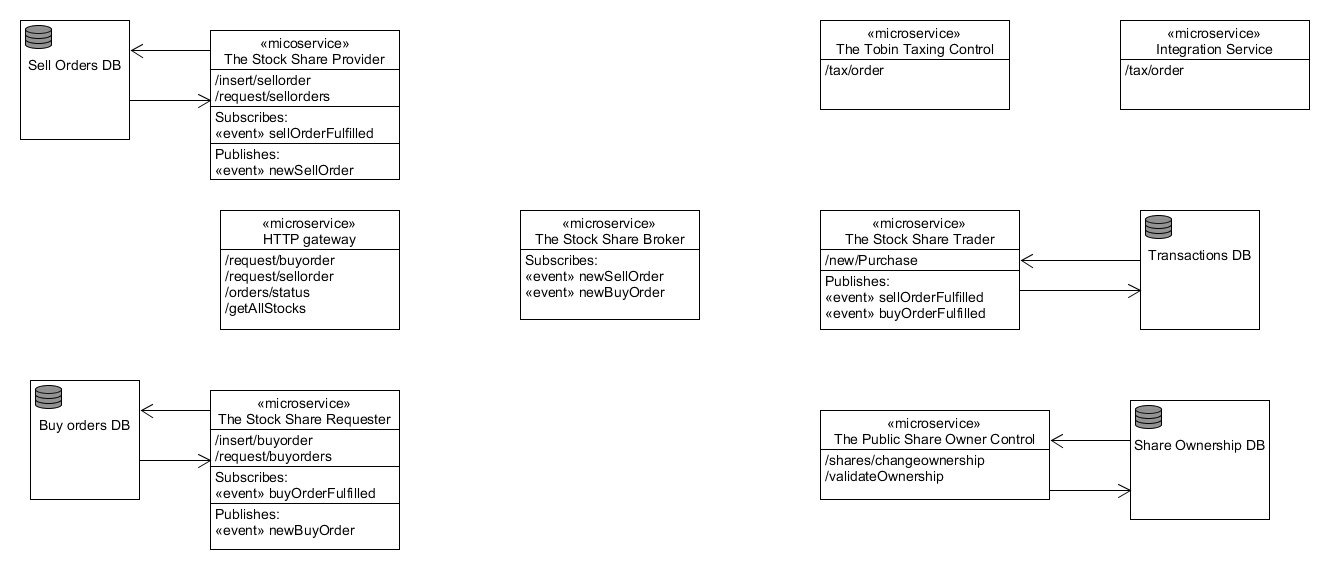 Sell Orders DB
«micoservice»
The Stock Share Provider
/insert/sellorder
/request/sellorders
Subscribes:
«event» sellOrderFulfilled
Publishes:
«event» newSellOrder
«microservice»
The Tobin Taxing Control
/tax/order
«microservice»
Integration Service
/tax/order
«microservice»
HTTP gateway
/request/buyorder
/request/sellorder
/orders/status
/getAllStocks
«microservice»
The Stock Share Broker
Subscribes:
«event» newSellOrder
«event» newBuyOrder
«microservice»
The Stock Share Trader
/new/Purchase
Publishes:
«event» sellOrderFulfilled
«event» buyOrderFulfilled
Transactions DB
Buy orders DB
«microservice»
The Stock Share Requester
/insert/buyorder
/request/buyorders
Subscribes:
«event» buyOrderFulfilled
Publishes:
«event» newBuyOrder
«microservice»
The Public Share Owner Control
/shares/changeownership
/validateOwnership
Share Ownership DB